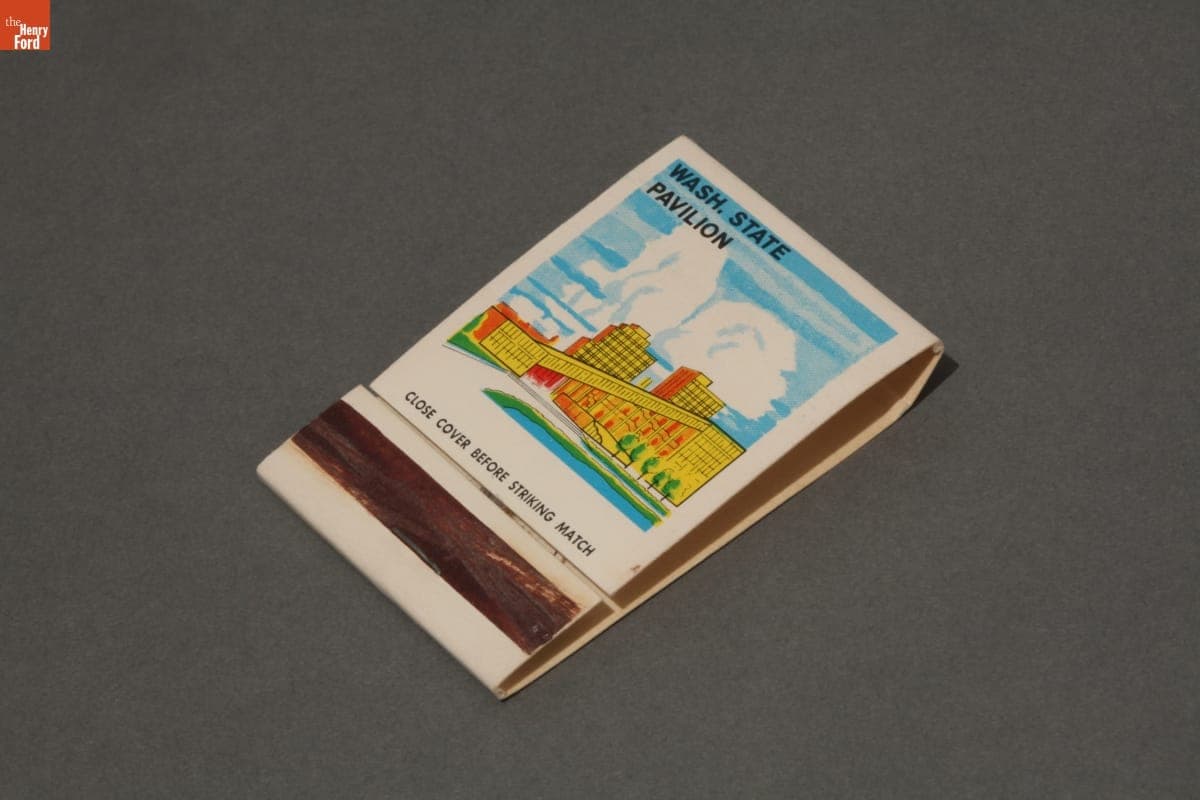 the
Henry
Ford
WASH. STATE
PAVILION
CLOSE COVER BEFORE STRIKING MATCH